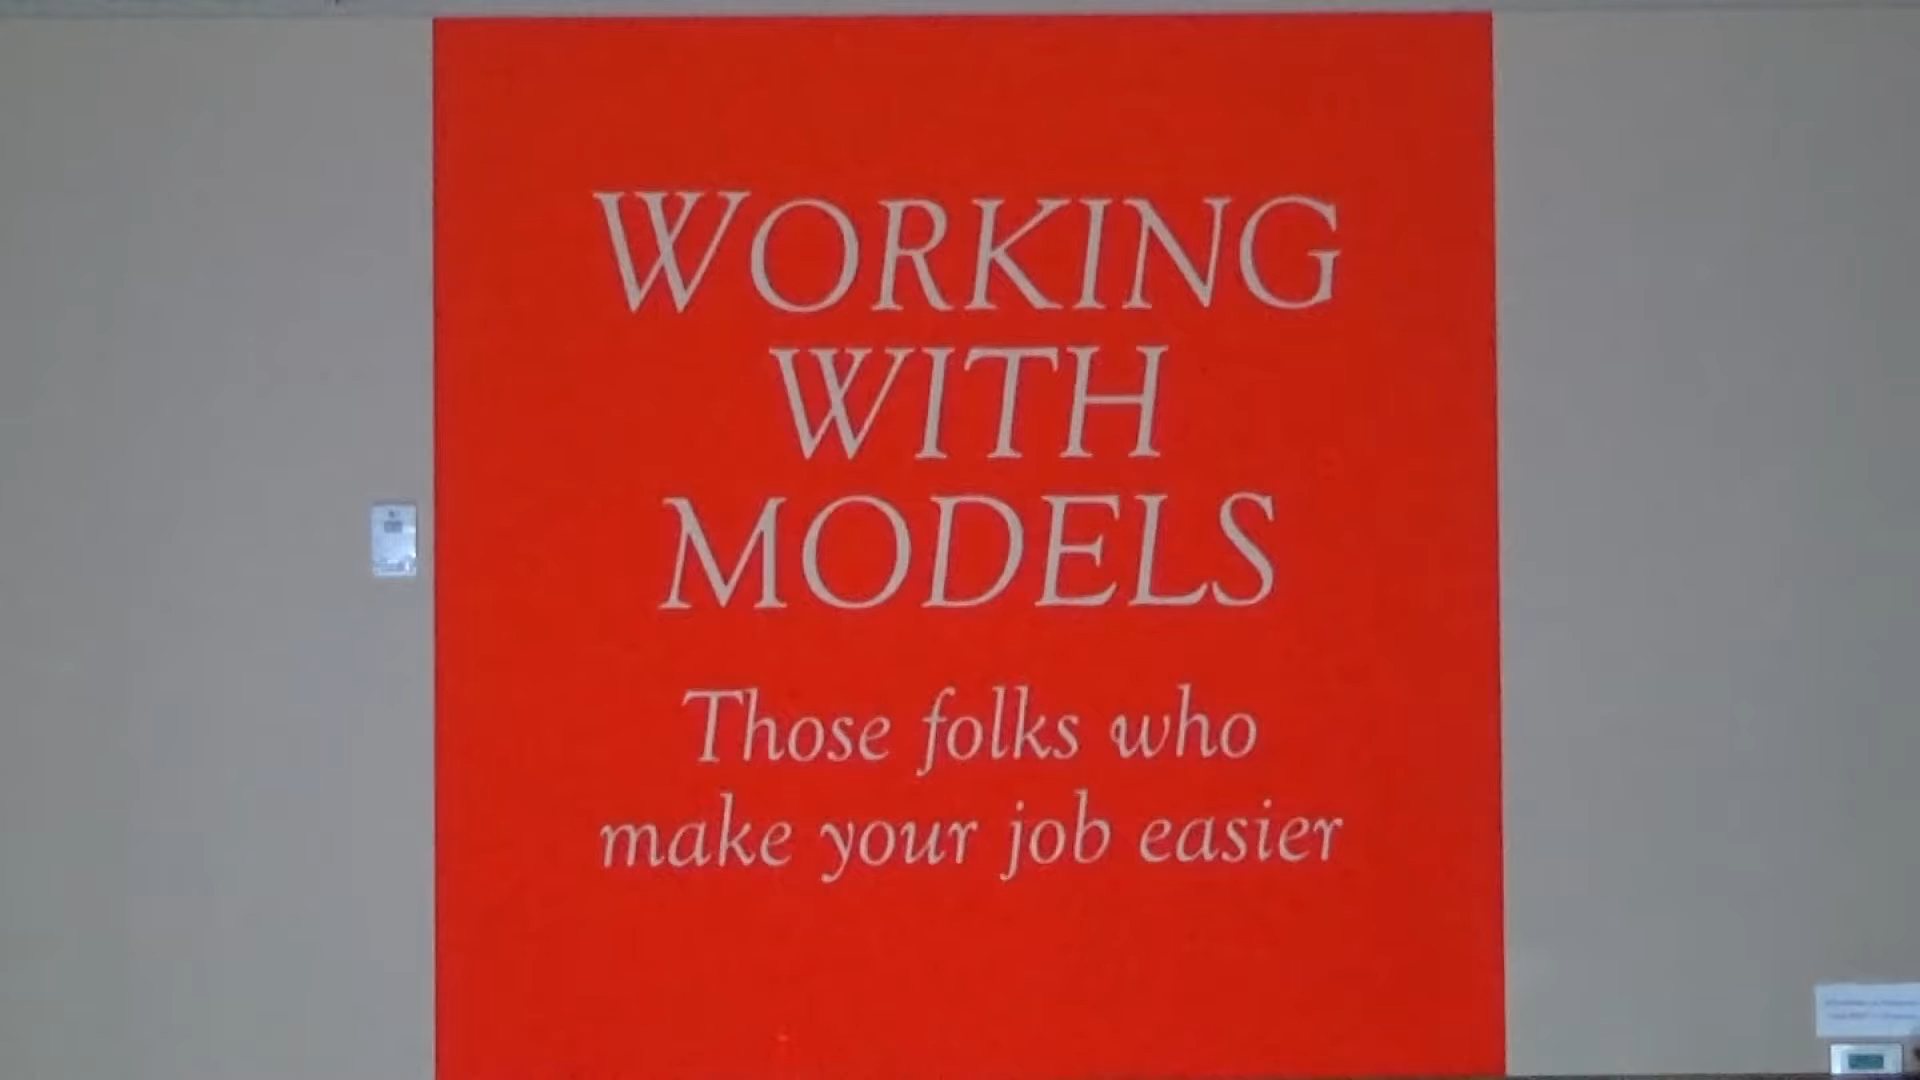 WORKING
WITH
MODELS
Those folks who
make your job easier